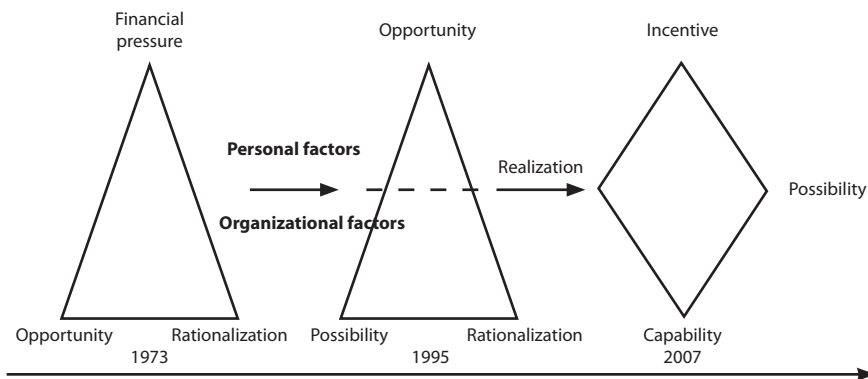 Financial
pressure
Opportunity
Incentive
Personal factors
Realization
Possibility
Organizational factors
Opportunity
Rationalization
Possibility
Rationalization
Capability
1973
1995
2007